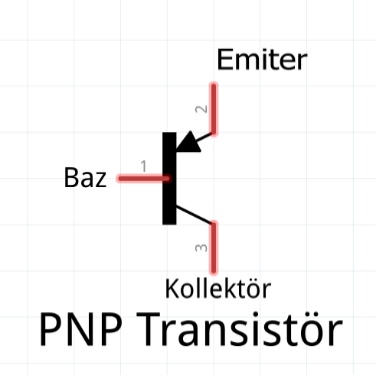 Emiter
2
1
Baz
3
Kollektör
PNP Transistör